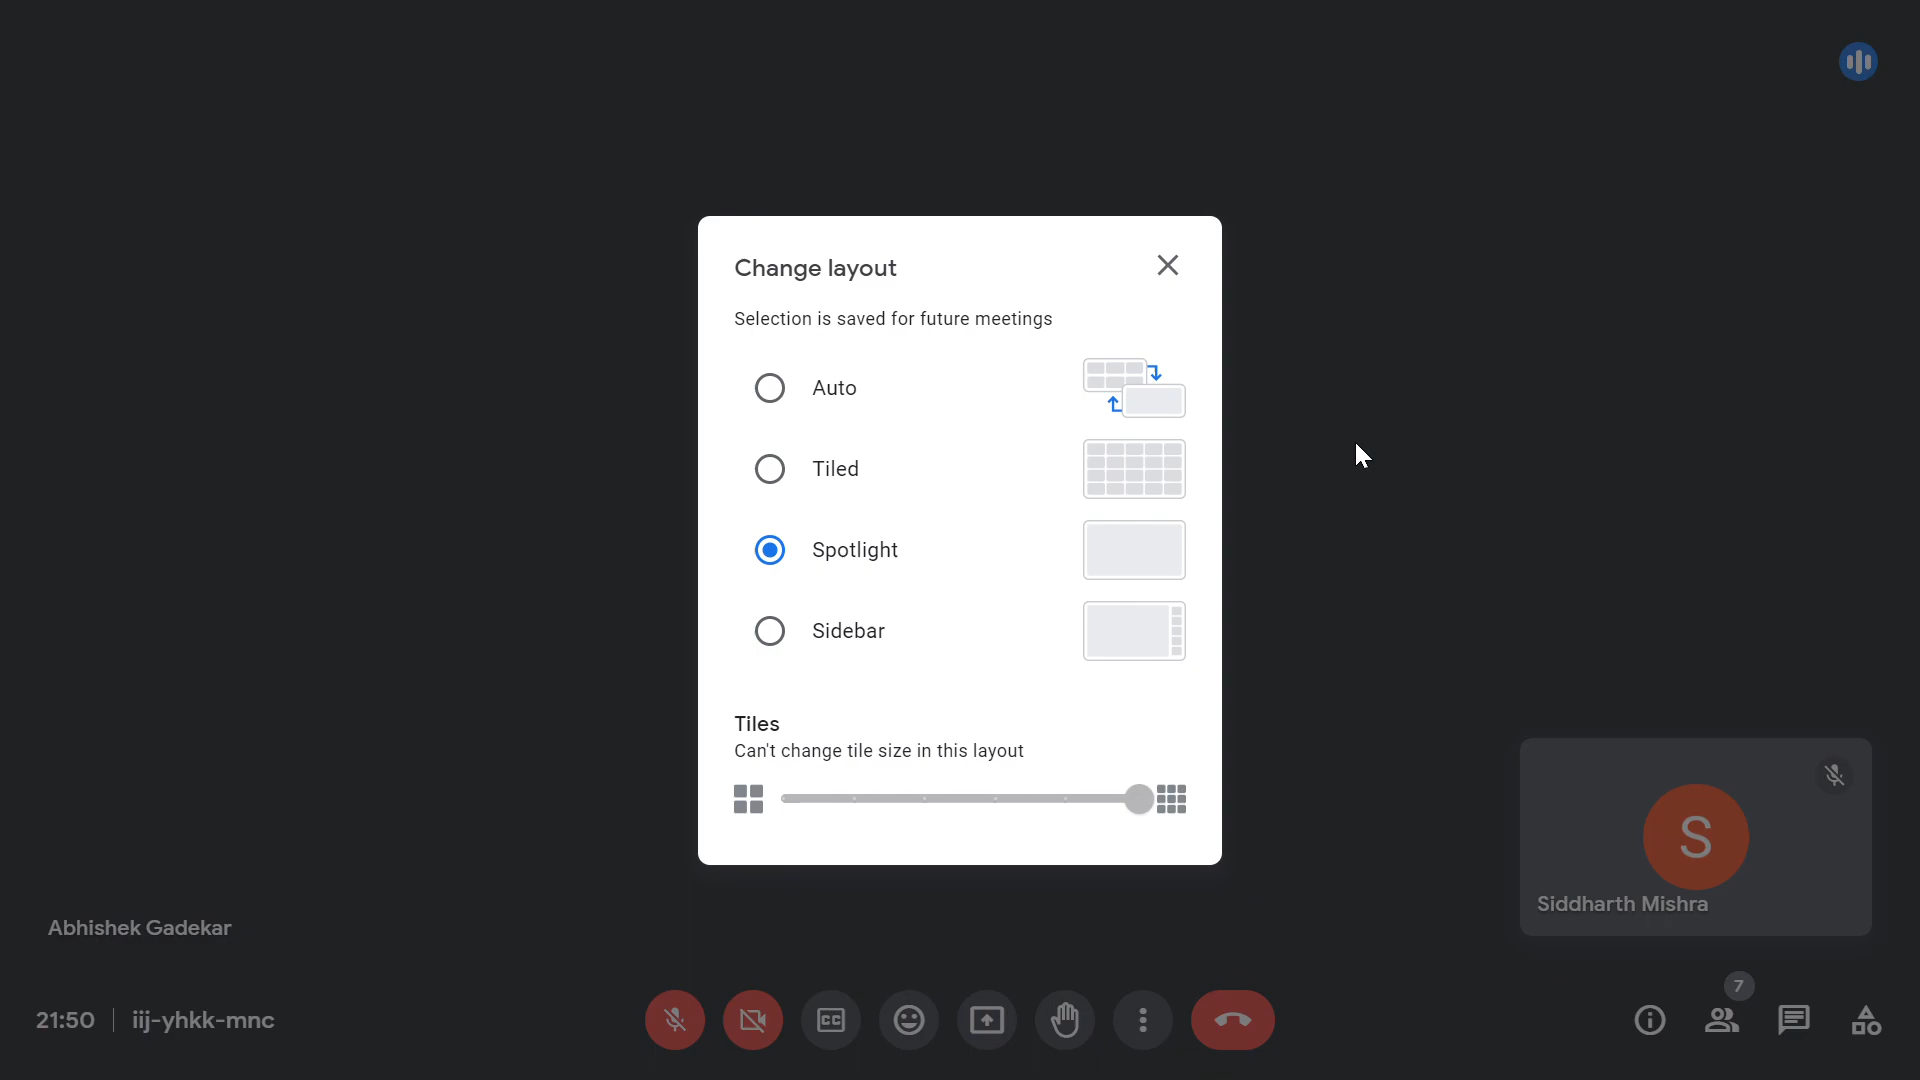 Change layout
Selection is saved for future meetings
Auto
Tiled
Spotlight
Sidebar
Tiles
Can't change tile size in this layout
S
Siddharth Mishra
Abhishek Gadekar
21:50 | iij-yhkk-mnc
CC
7